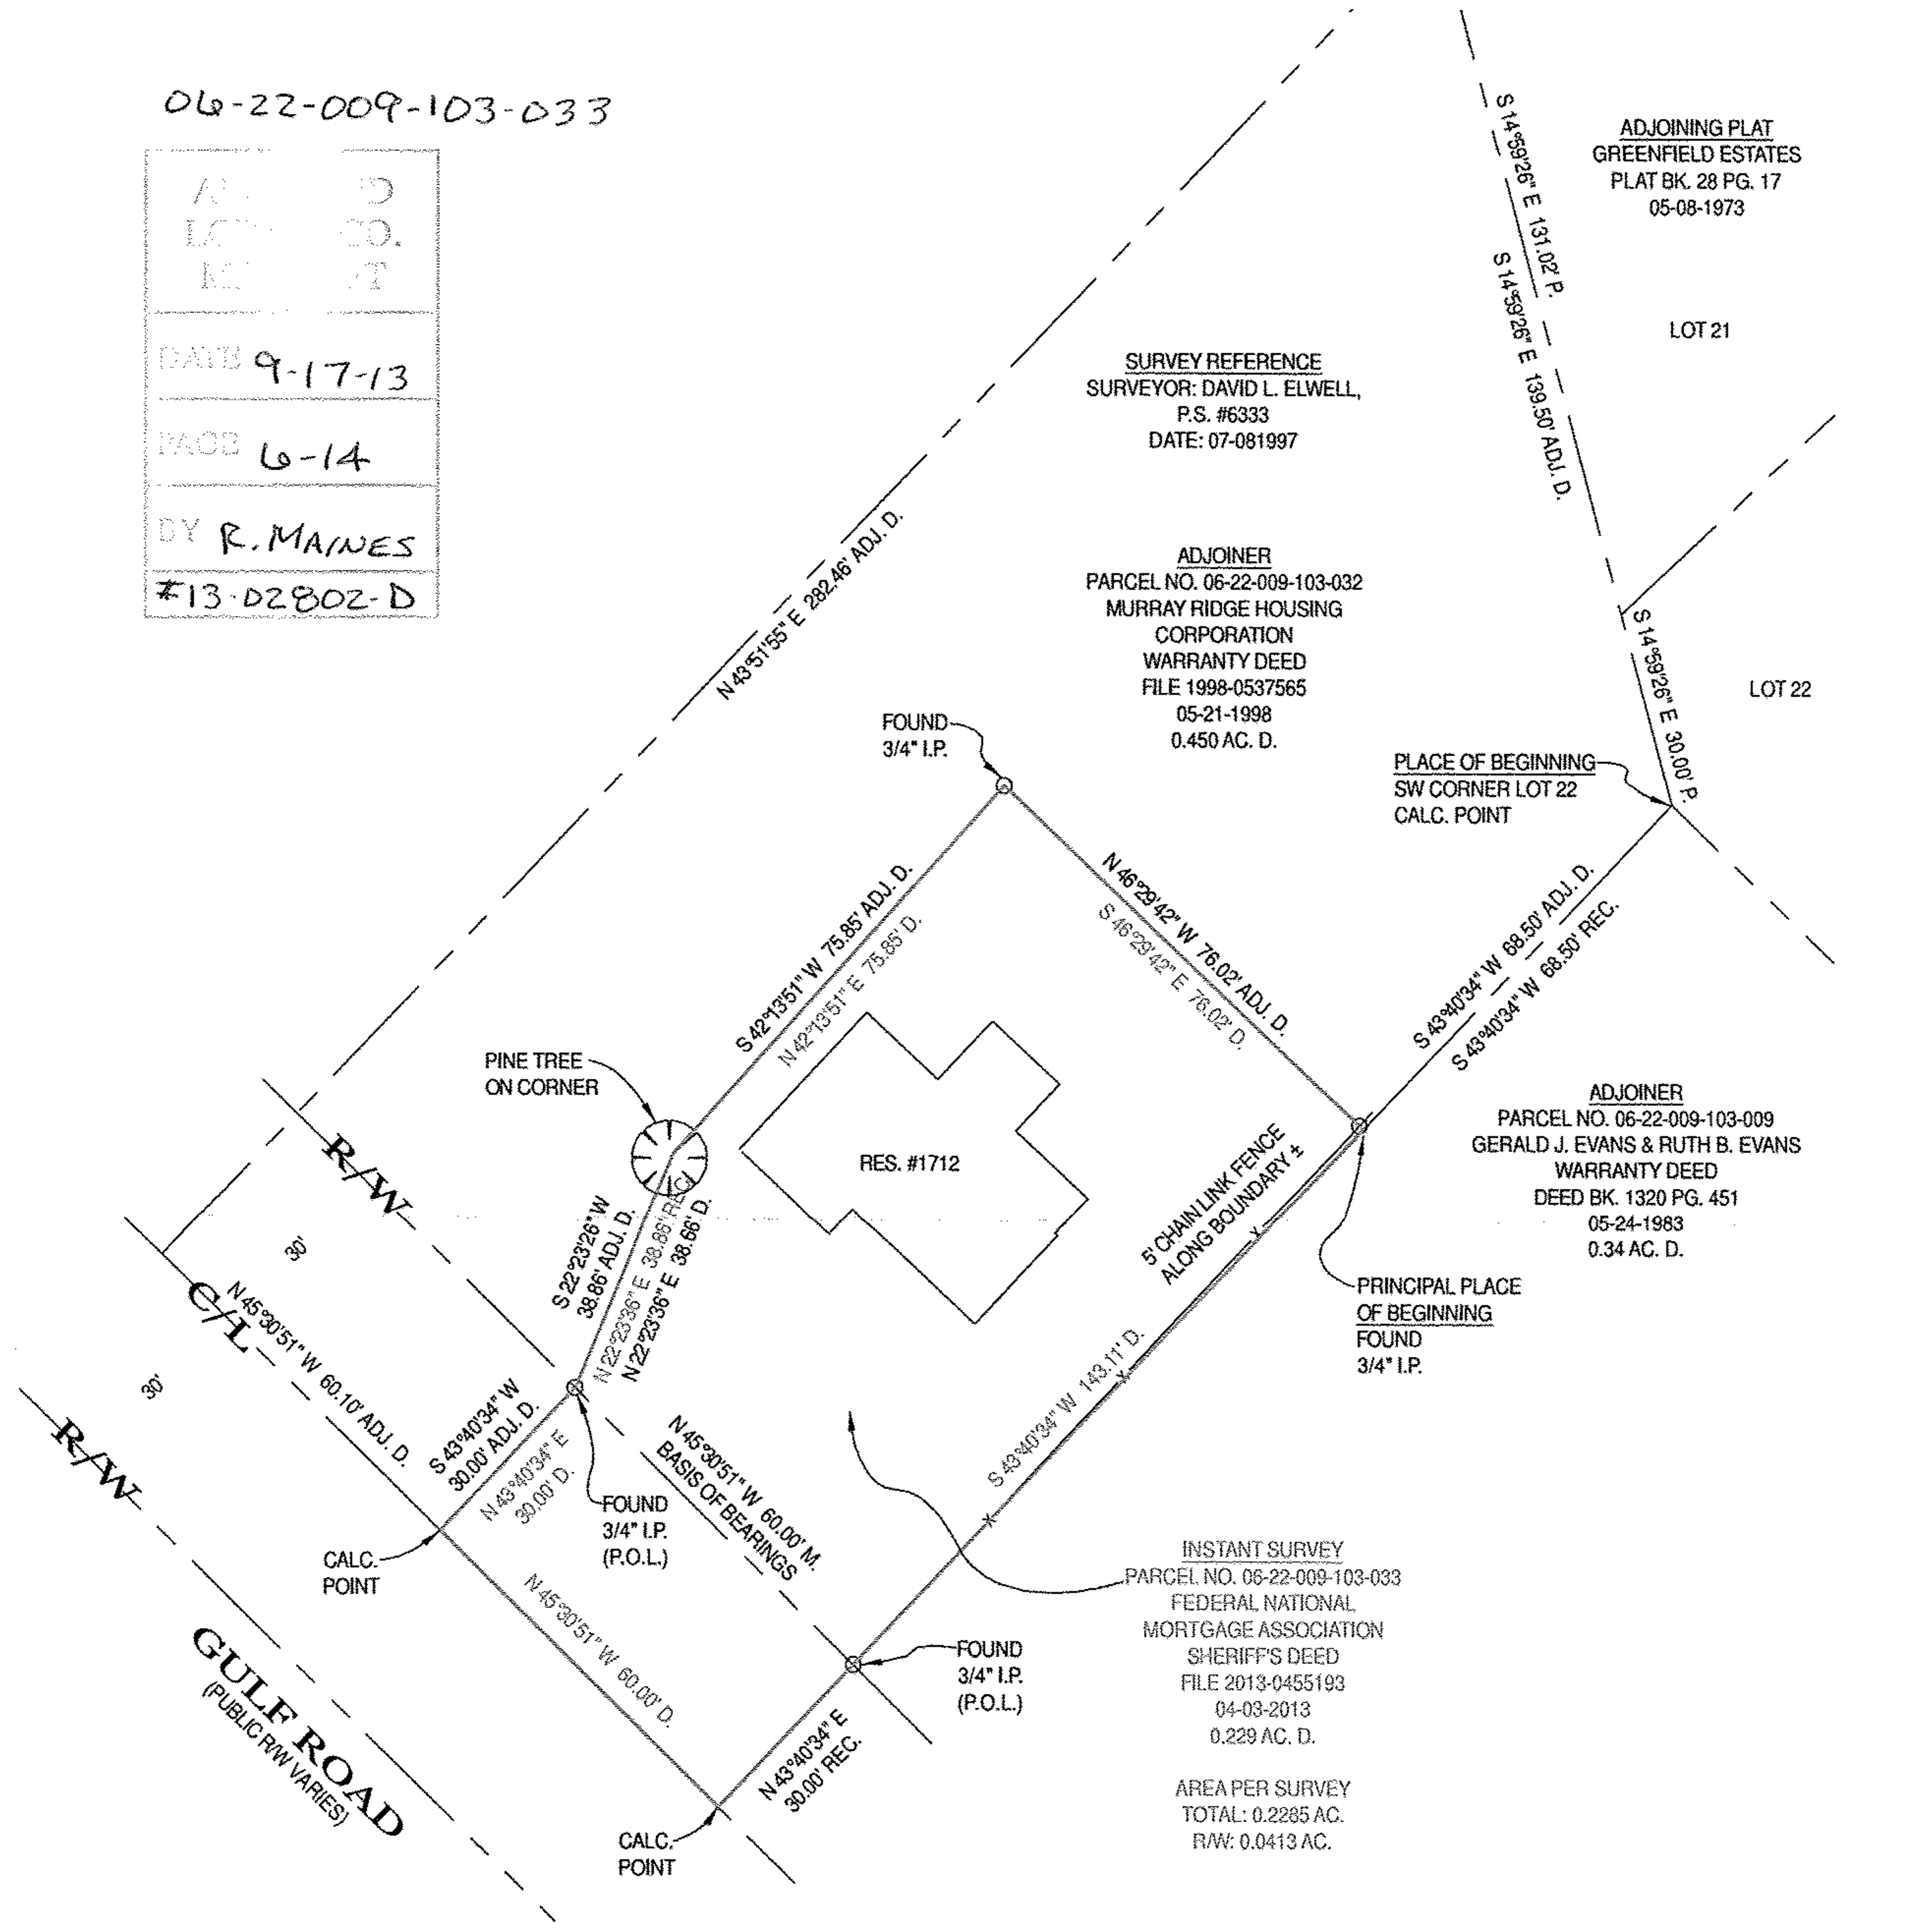 06-22-009-103-033
CO.
DATE 9-17-13
PAGE 6-14
BY R. MAINES
#13-02802-D
S 14°59'26" E 131.02' P.
S 14°59'26" E 139.50' ADJ. D.
ADJOINING PLAT
GREENFIELD ESTATES
PLAT BK. 28 PG. 17
05-08-1973
LOT 21
SURVEY REFERENCE
SURVEYOR: DAVID L. ELWELL,
P.S. #6333
DATE: 07-081997
N 43°51'55" E 282.46' ADJ. D.
ADJOINER
PARCEL NO. 06-22-009-103-032
MURRAY RIDGE HOUSING
CORPORATION
WARRANTY DEED
FILE 1998-0537565
05-21-1998
0.450 AC. D.
S 14°59'26" E 30.00' P.
LOT 22
FOUND
3/4" I.P.
PLACE OF BEGINNING
SW CORNER LOT 22
CALC. POINT
S 42°13'51" W 75.85' ADJ. D.
N 42°13'51" E 75.85' D.
N 46°29'42" W 76.02' ADJ. D.
S 46°29'42" E 76.02' D.
S 43°40'34" W 68.50' ADJ. D.
S 43°40'34" W 68.50' REC.
PINE TREE
ON CORNER
RES. #1712
5' CHAIN LINK FENCE
ALONG BOUNDARY ±
ADJOINER
PARCEL NO. 06-22-009-103-009
GERALD J. EVANS & RUTH B. EVANS
WARRANTY DEED
DEED BK. 1320 PG. 451
05-24-1983
0.34 AC. D.
R/W
30'
S 22°23'26" W
38.86' ADJ. D.
N 22°23'36" E 38.86' REC.
N 22°23'36" E 38.66' D.
PRINCIPAL PLACE
OF BEGINNING
FOUND
3/4" I.P.
C/L
N 45°30'51" W 60.10' ADJ. D.
30'
R/W
S 43°40'34" W
30.00' ADJ. D.
N 43°40'34" E
30.00' D.
FOUND
3/4" I.P.
(P.O.L.)
N 45°30'51" W 60.00' M.
BASIS OF BEARINGS
S 43°40'34" W 143.11' D.
CALC.
POINT
N 45°30'51" W 60.00' D.
INSTANT SURVEY
PARCEL NO. 06-22-009-103-033
FEDERAL NATIONAL
MORTGAGE ASSOCIATION
SHERIFF'S DEED
FILE 2013-0455193
04-03-2013
0.229 AC. D.
AREA PER SURVEY
TOTAL: 0.2285 AC.
R/W: 0.0413 AC.
FOUND
3/4" I.P.
(P.O.L.)
GULF ROAD
(PUBLIC R/W VARIES)
N 43°40'34" E
30.00' REC.
CALC.
POINT